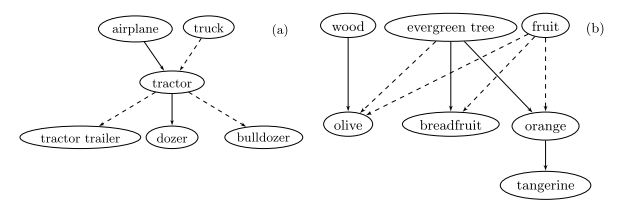 airplane truck (a)
tractor
tractor trailer dozer bulldozer
wood evergreen tree fruit (b)
olive breadfruit orange
tangerine